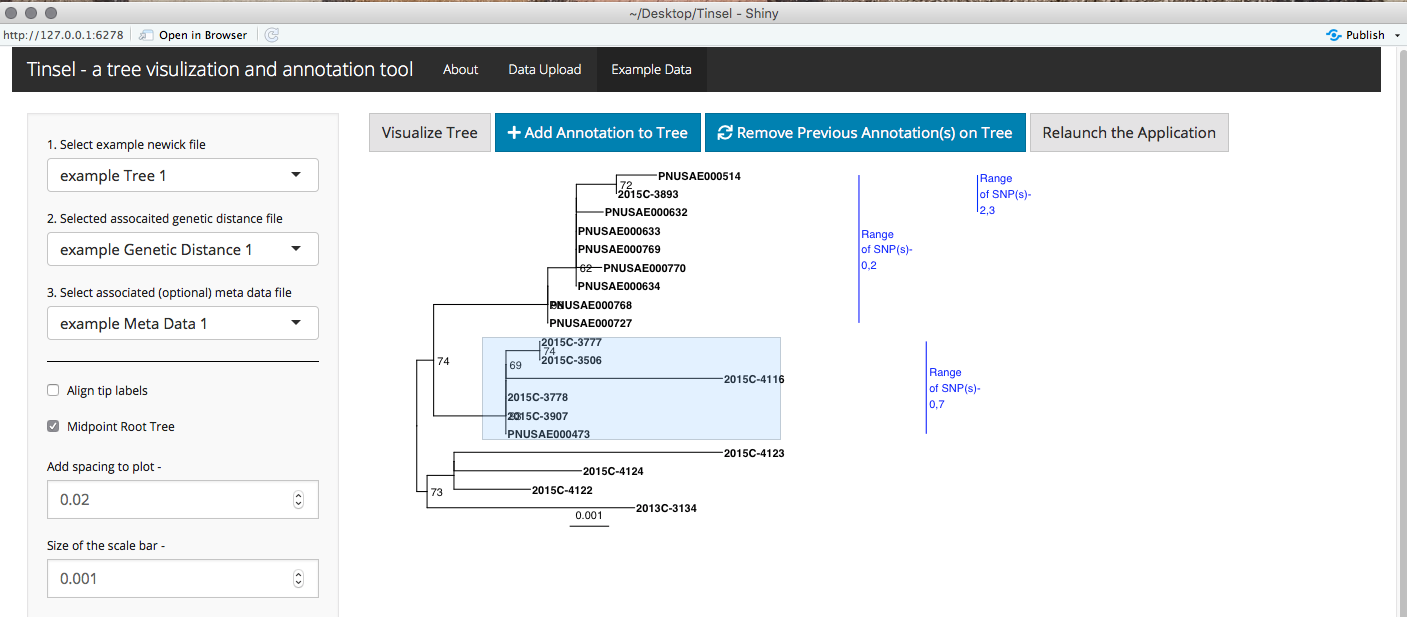 ~/Desktop/Tinsel - Shiny
http://127.0.0.1:6278 Open in Browser Publish
Tinsel - a tree visulization and annotation tool About Data Upload Example Data
1. Select example newick file
example Tree 1
2. Selected assocaited genetic distance file
example Genetic Distance 1
3. Select associated (optional) meta data file
example Meta Data 1
Align tip labels
Midpoint Root Tree
Add spacing to plot -
0.02
Size of the scale bar -
0.001
Visualize Tree Add Annotation to Tree Remove Previous Annotation(s) on Tree Relaunch the Application
PNUSAE000514
72
2015C-3893
PNUSAE000632
PNUSAE000633
PNUSAE000769
62 PNUSAE000770
PNUSAE000634
PNUSAE000768
PNUSAE000727
2015C-3777
74
2015C-3506
74
69
2015C-4116
2015C-3778
2015C-3907
PNUSAE000473
2015C-4123
2015C-4124
73 2015C-4122
2013C-3134
0.001
Range
of SNP(s)-
2,3
Range
of SNP(s)-
0,2
Range
of SNP(s)-
0,7